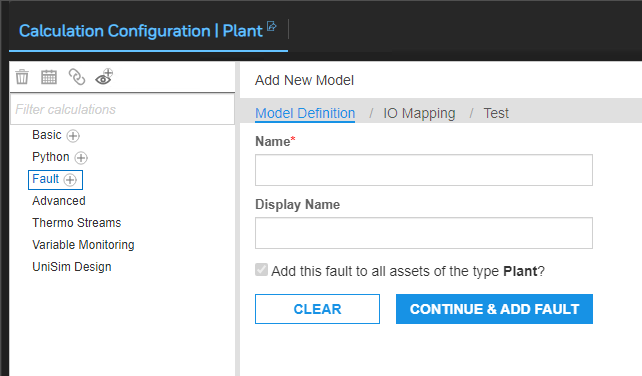 Calculation Configuration | Plant
Add New Model
Filter calculations
Model Definition / IO Mapping / Test
Basic
Python
Fault
Advanced
Thermo Streams
Variable Monitoring
UniSim Design
Name*
Display Name
Add this fault to all assets of the type Plant?
CLEAR
CONTINUE & ADD FAULT